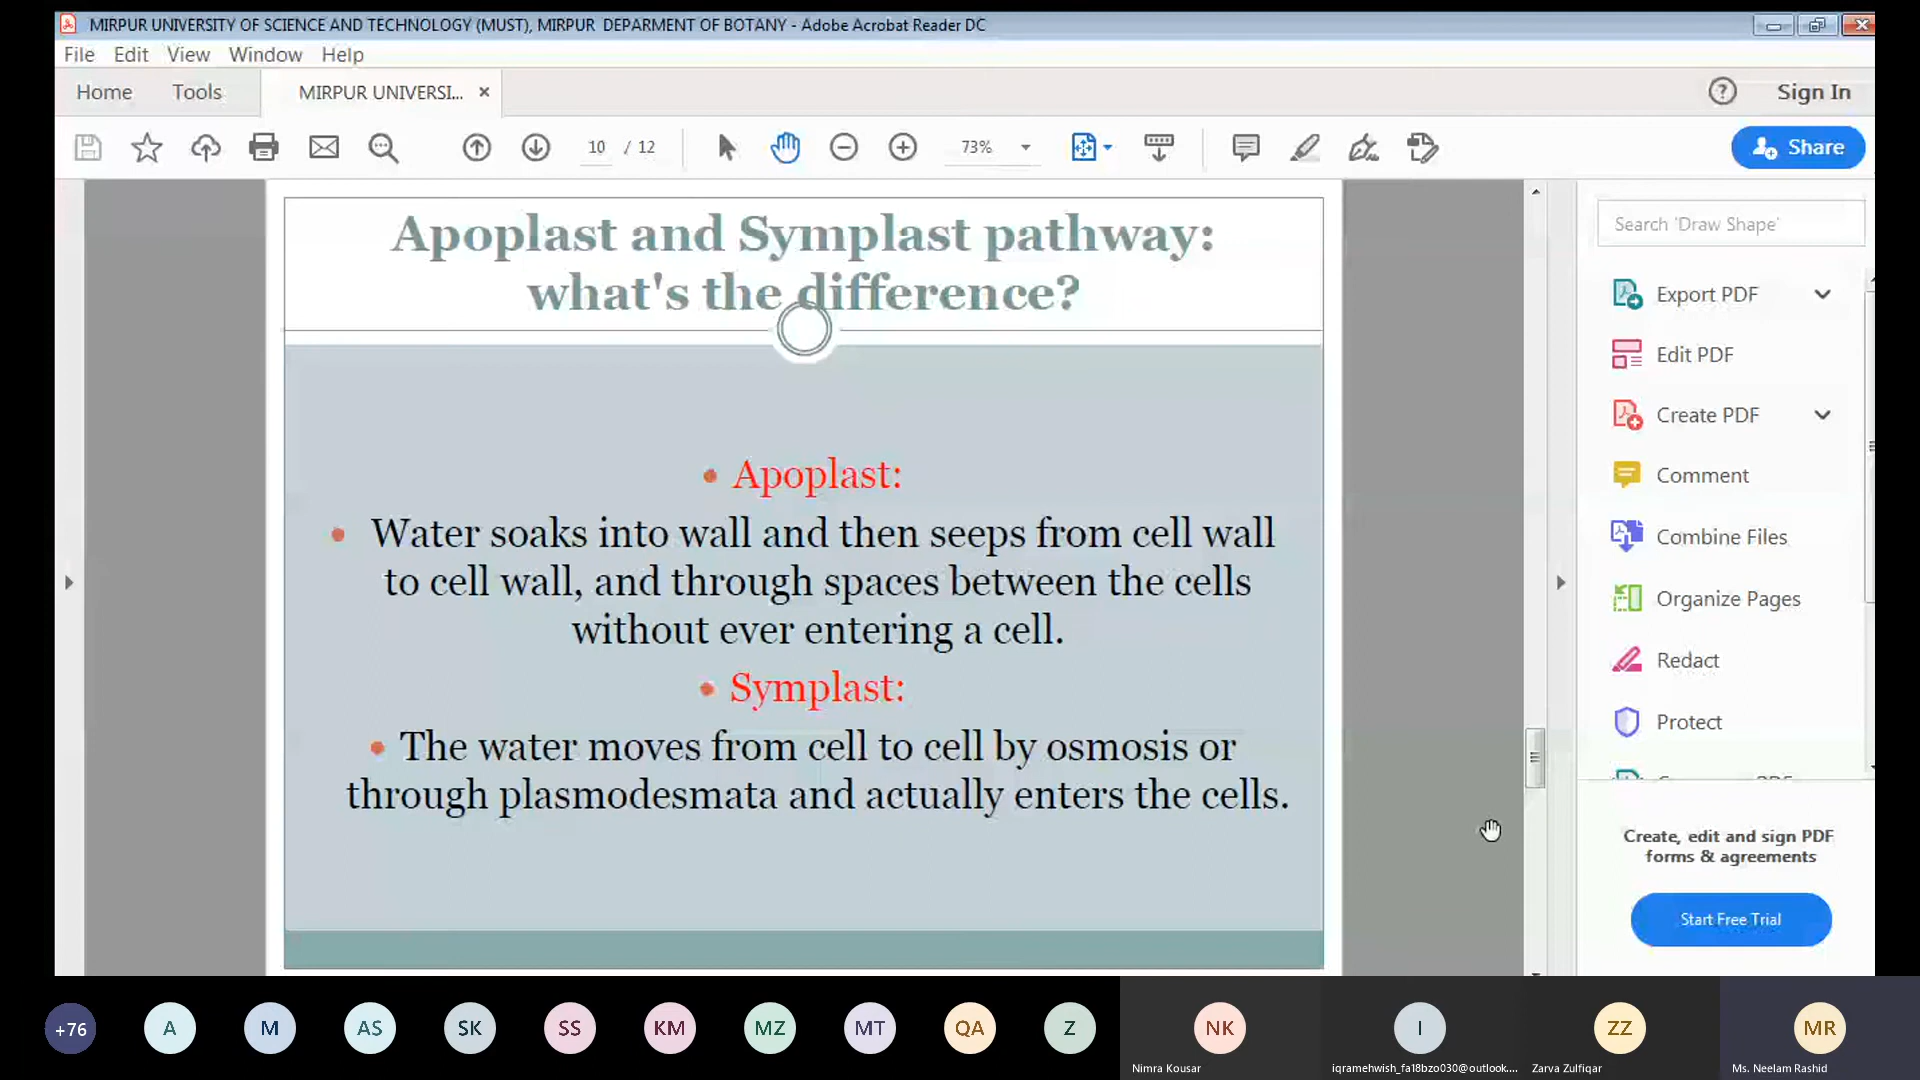 MIRPUR UNIVERSITY OF SCIENCE AND TECHNOLOGY (MUST), MIRPUR DEPARMENT OF BOTANY - Adobe Acrobat Reader DC
File Edit View Window Help
Home Tools MIRPUR UNIVERSI... ×
? Sign In
10 / 12 73% Share
Apoplast and Symplast pathway:
what's the difference?
• Apoplast:
• Water soaks into wall and then seeps from cell wall
to cell wall, and through spaces between the cells
without ever entering a cell.
• Symplast:
• The water moves from cell to cell by osmosis or
through plasmodesmata and actually enters the cells.
Search 'Draw Shape'
Export PDF
Edit PDF
Create PDF
Comment
Combine Files
Organize Pages
Redact
Protect
Create, edit and sign PDF
forms & agreements
Start Free Trial
+76 A M AS SK SS KM MZ MT QA Z NK I ZZ MR
Nimra Kousar iqramehwish_fa18bzo030@outlook.... Zarva Zulfiqar Ms. Neelam Rashid